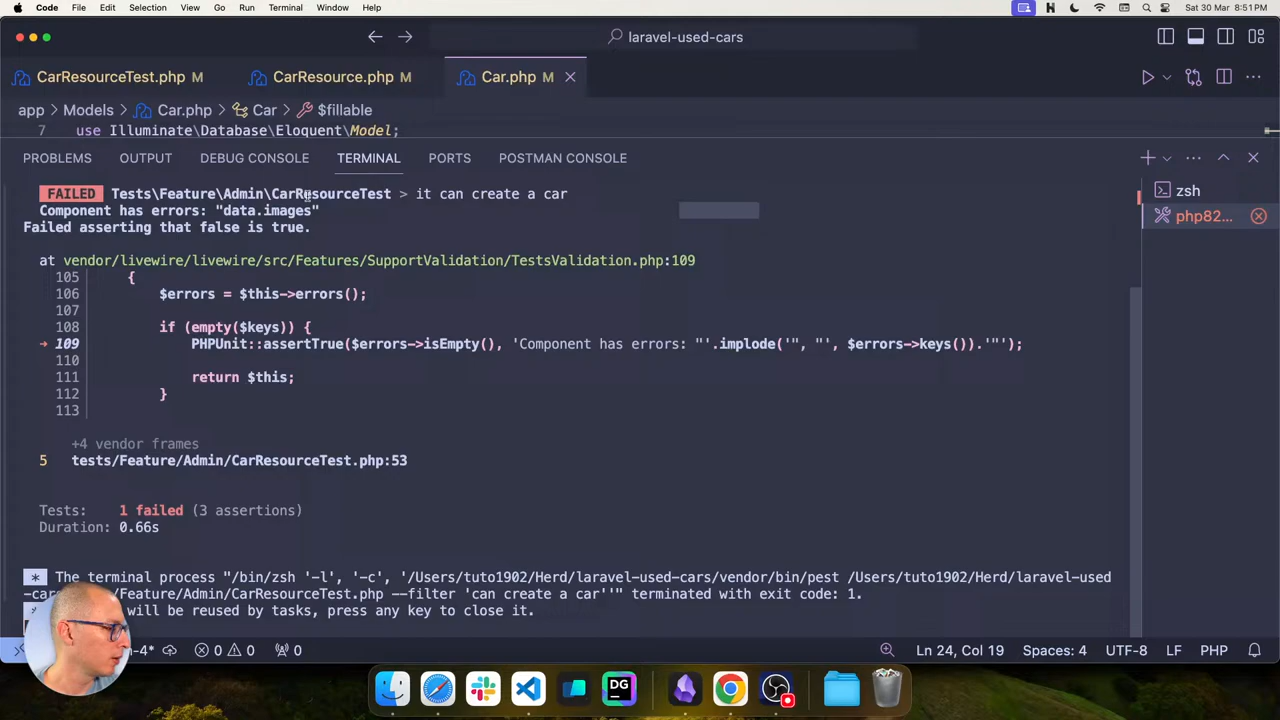 Code File Edit Selection View Go Run Terminal Window Help Sat 30 Mar 8:51 PM
laravel-used-cars
CarResourceTest.php M CarResource.php M Car.php M
app > Models > Car.php > Car > $fillable
7 use Illuminate\Database\Eloquent\Model;
PROBLEMS OUTPUT DEBUG CONSOLE TERMINAL PORTS POSTMAN CONSOLE
zsh
php82...
FAILED Tests\Feature\Admin\CarResourceTest > it can create a car
Component has errors: "data.images"
Failed asserting that false is true.
at vendor/livewire/livewire/src/Features/SupportValidation/TestsValidation.php:109
105 {
106 $errors = $this->errors();
107
108 if (empty($keys)) {
→ 109 PHPUnit::assertTrue($errors->isEmpty(), 'Component has errors: "'.implode('", "', $errors->keys()).'"');
110
111 return $this;
112 }
113
+4 vendor frames
5 tests/Feature/Admin/CarResourceTest.php:53
Tests: 1 failed (3 assertions)
Duration: 0.66s
* The terminal process "/bin/zsh '-l', '-c', '/Users/tuto1902/Herd/laravel-used-cars/vendor/bin/pest /Users/tuto1902/Herd/laravel-used
-cars/tests/Feature/Admin/CarResourceTest.php --filter 'can create a car''" terminated with exit code: 1.
* will be reused by tasks, press any key to close it.
-4* 0 0 0 Ln 24, Col 19 Spaces: 4 UTF-8 LF PHP
DG